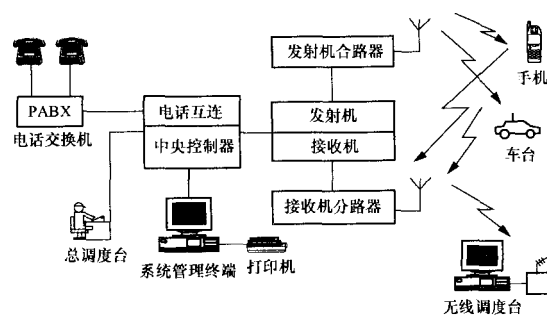 发射机合路器
手机
PABX
电话交换机
电话互连
中央控制器
发射机
接收机
车台
接收机分路器
总调度台
系统管理终端
打印机
无线调度台